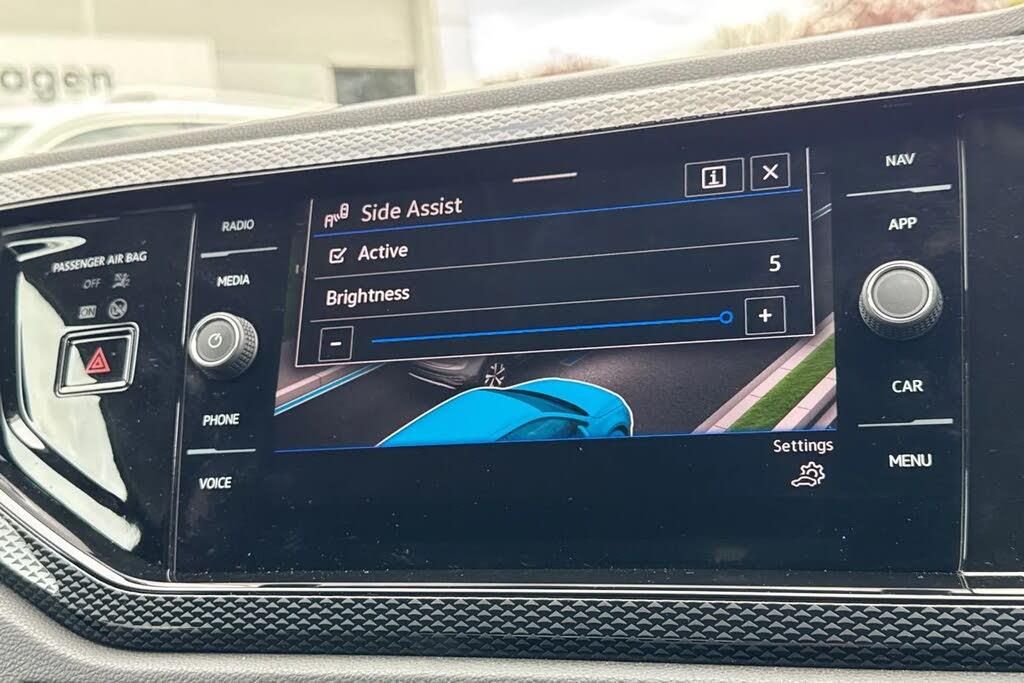 agen
PASSENGER AIR BAG
OFF
ON
RADIO
MEDIA
PHONE
VOICE
Side Assist
i
Active
Brightness
5
-
+
Settings
NAV
APP
CAR
MENU